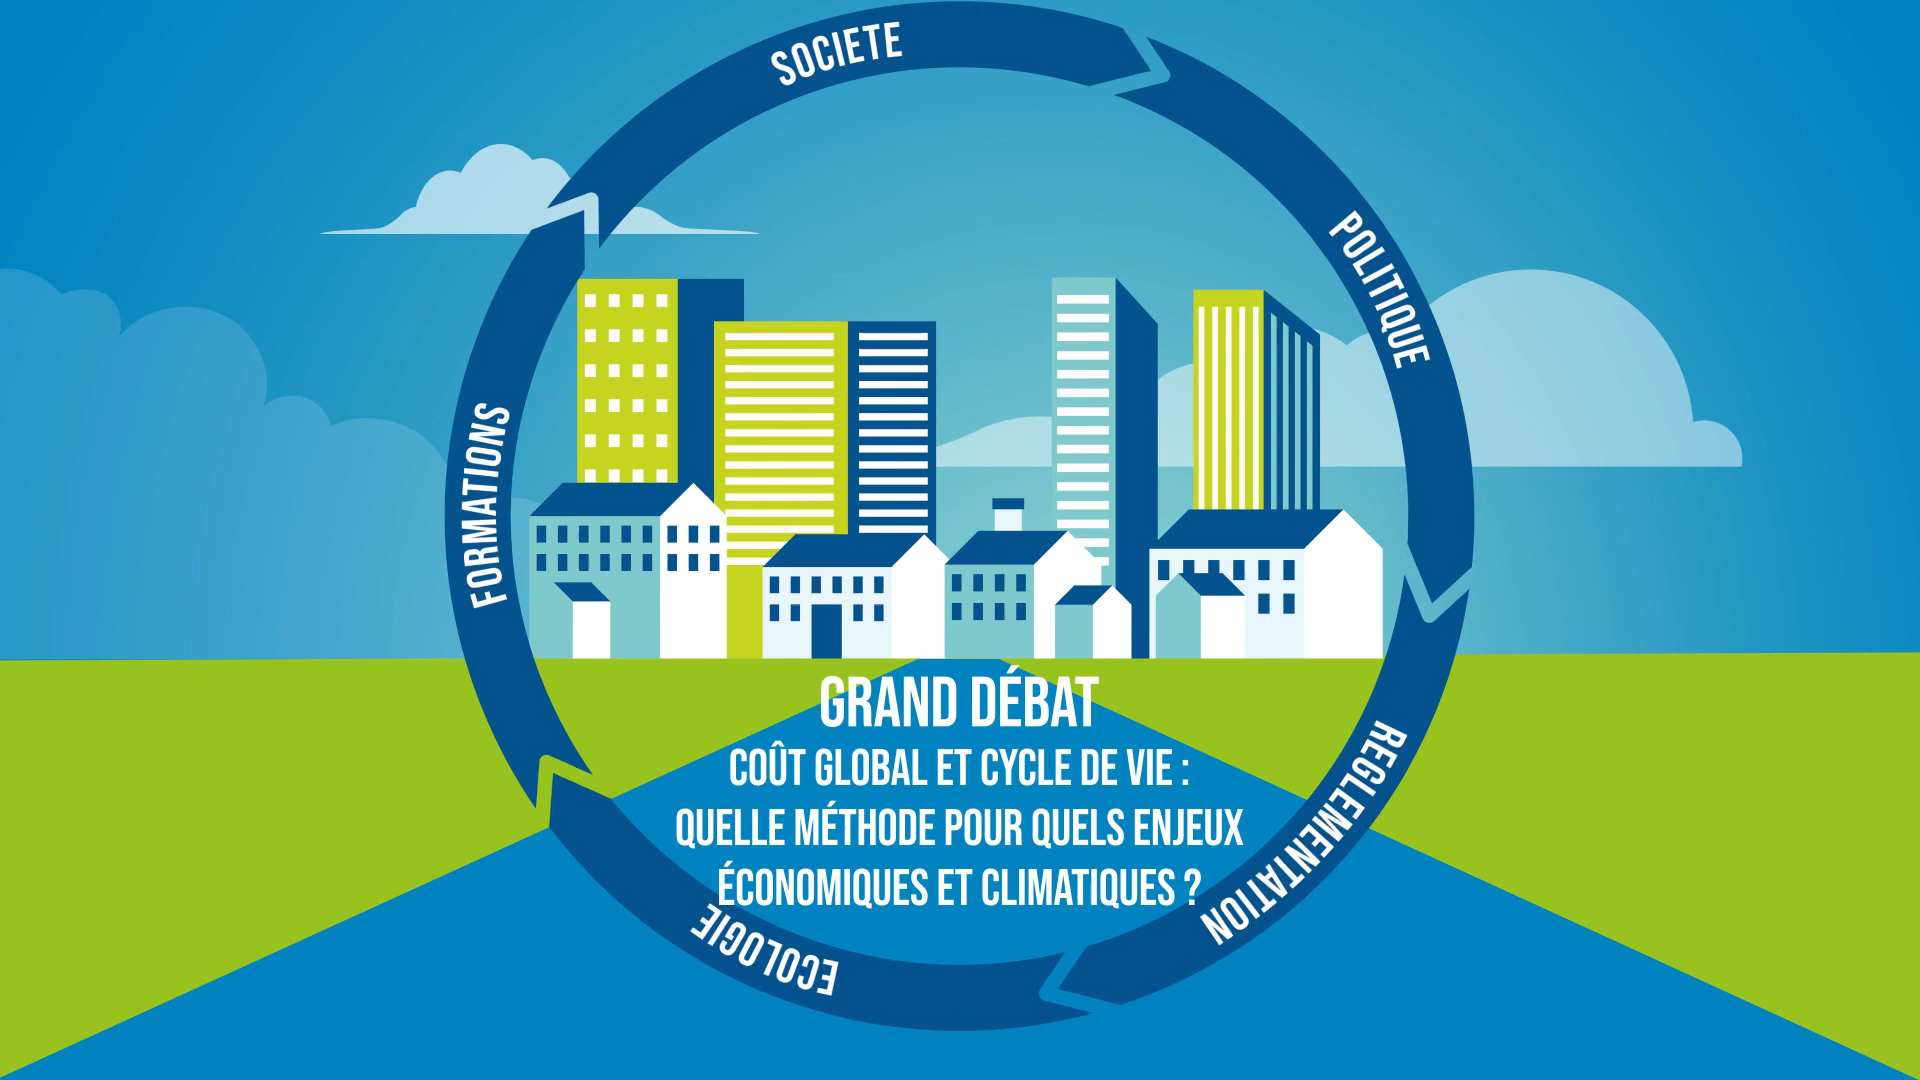 SOCIETE
POLITIQUE
FORMATIONS
GRAND DÉBAT
COÛT GLOBAL ET CYCLE DE VIE :
QUELLE MÉTHODE POUR QUELS ENJEUX
ÉCONOMIQUES ET CLIMATIQUES ?
REGLEMENTATION
ECOLOGIE